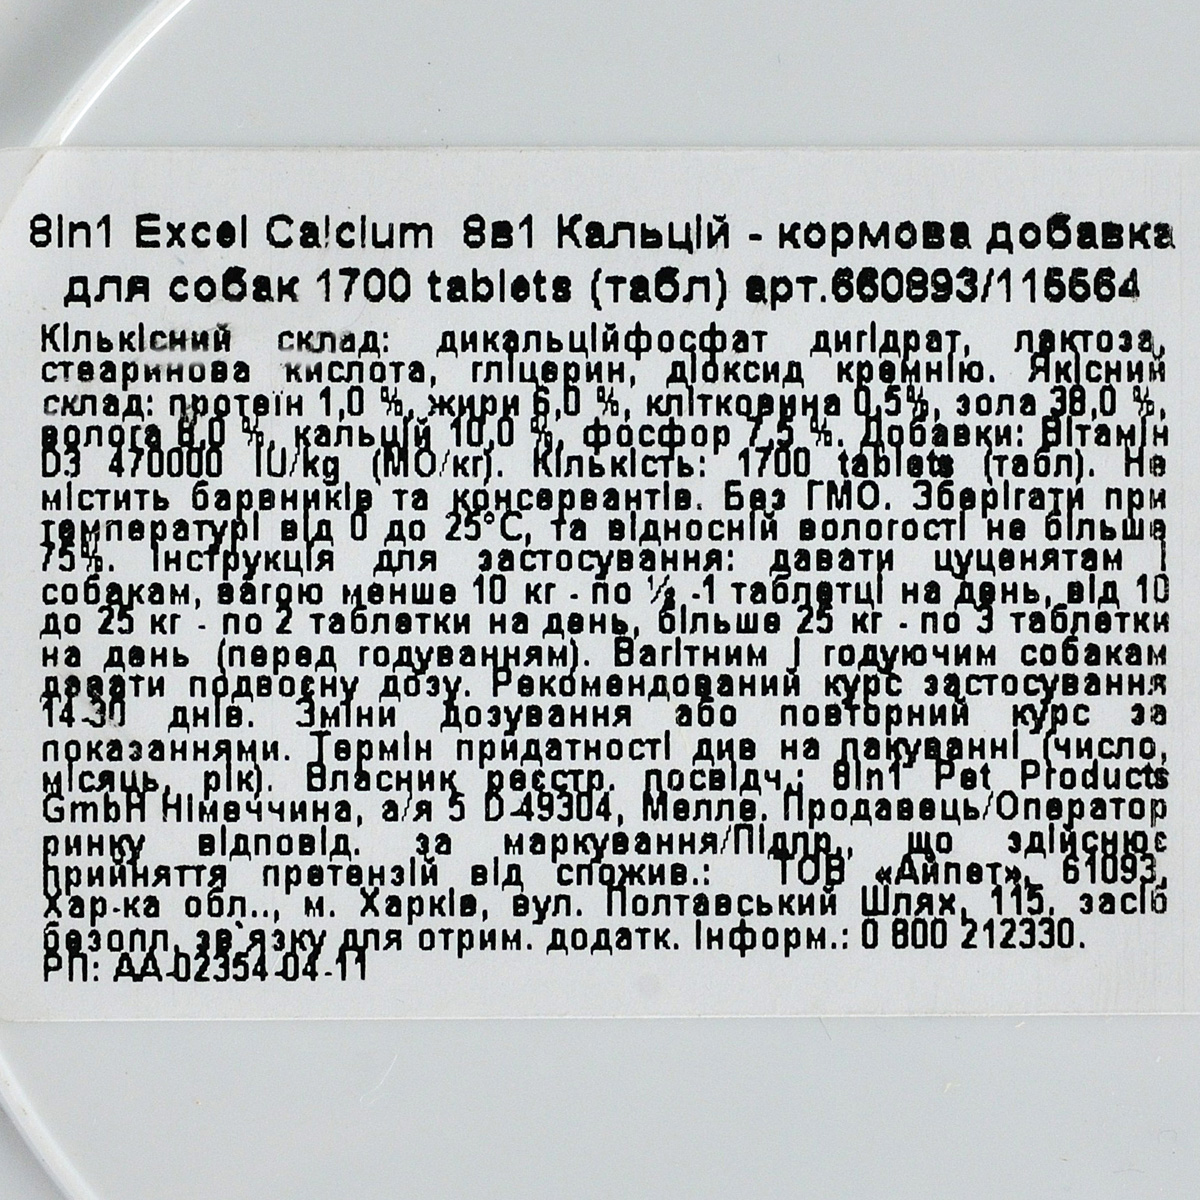 8in1 Excel Calcium 8в1 Кальцій - кормова добавка
для собак 1700 tablets (табл) арт.660893/115564
Кількісний склад: дикальційфосфат дигідрат, лактоза,
стеаринова кислота, гліцерин, діоксид кремнію. Якісний
склад: протеїн 1,0 %, жири 6,0 %, клітковина 0,5%, зола 38,0 %,
волога 8,0 %, кальцій 10,0 %, фосфор 7,5 %. Добавки: Вітамін
D3 470000 IU/kg (МО/кг). Кількість: 1700 tablets (табл). Не
містить барвників та консервантів. Без ГМО. Зберігати при
температурі від 0 до 25°C, та відносній вологості не більше
75%. Інструкція для застосування: давати цуценятам і
собакам, вагою менше 10 кг - по ½ -1 таблетці на день, від 10
до 25 кг - по 2 таблетки на день, більше 25 кг - по 3 таблетки
на день (перед годуванням). Вагітним і годуючим собакам
давати подвоєну дозу. Рекомендований курс застосування
14-30 днів. Зміни дозування або повторний курс за
показаннями. Термін придатності див на пакуванні (число,
місяць, рік). Власник реєстр. посвідч.: 8in1 Pet Products
GmbH Німеччина, а/я 5 D-49304, Мелле. Продавець/Оператор
ринку відповід. за маркування/Підпр., що здійснює
прийняття претензій від спожив.: ТОВ «Айпет», 61093,
Хар-ка обл.., м. Харків, вул. Полтавський Шлях, 115, засіб
безопл. зв`язку для отрим. додатк. інформ.: 0 800 212330.
РП: АА-02354-04-11